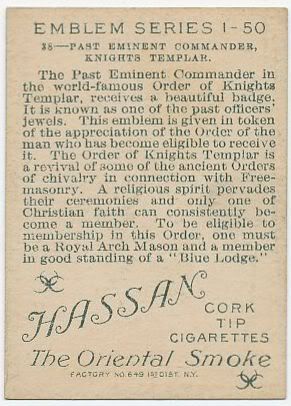 EMBLEM SERIES 1-50
38—PAST EMINENT COMMANDER,
KNIGHTS TEMPLAR.
The Past Eminent Commander in
the world-famous Order of Knights
Templar, receives a beautiful badge.
It is known as one of the past officers'
jewels. This emblem is given in token
of the appreciation of the Order of the
man who has become eligible to receive
it. The Order of Knights Templar is
a revival of some of the ancient Orders
of chivalry in connection with Free-
masonry. A religious spirit pervades
their ceremonies and only one of
Christian faith can consistently be-
come a member. To be eligible to
membership in this Order, one must
be a Royal Arch Mason and a member
in good standing of a "Blue Lodge."
HASSAN
CORK
TIP
CIGARETTES
The Oriental Smoke
FACTORY NO. 649 1ST DIST. N.Y.